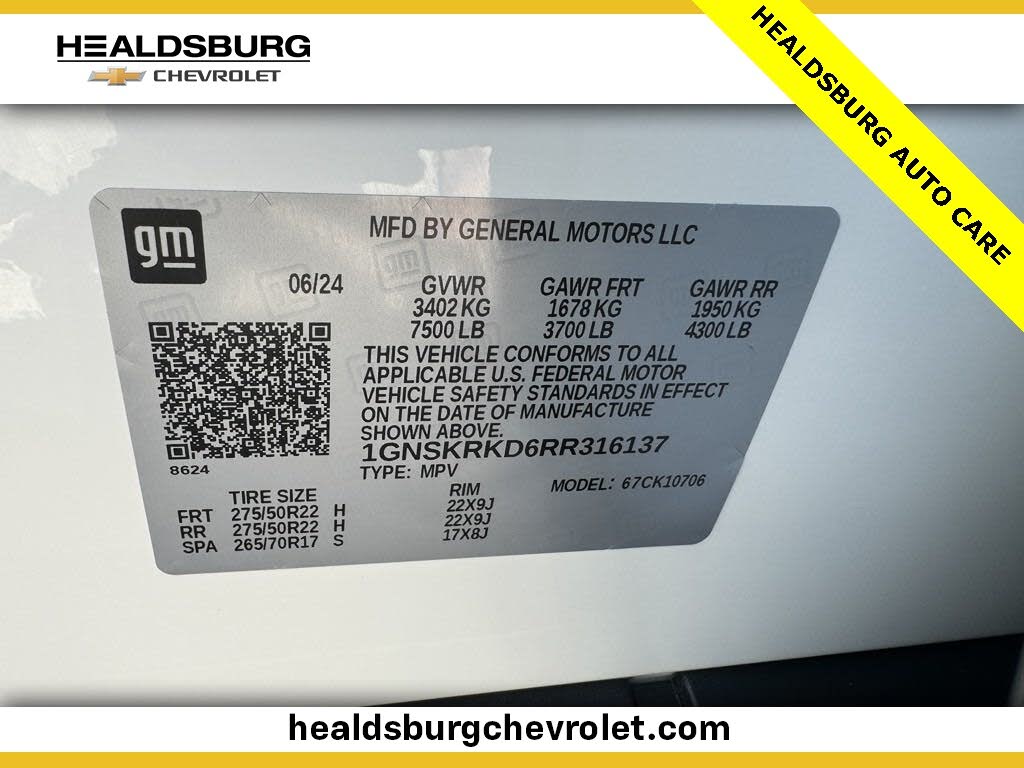 HEALDSBURG
CHEVROLET
HEALDSBURG AUTO CARE
gm
MFD BY GENERAL MOTORS LLC
06/24 GVWR GAWR FRT GAWR RR
3402 KG 1678 KG 1950 KG
7500 LB 3700 LB 4300 LB
THIS VEHICLE CONFORMS TO ALL
APPLICABLE U.S. FEDERAL MOTOR
VEHICLE SAFETY STANDARDS IN EFFECT
ON THE DATE OF MANUFACTURE
SHOWN ABOVE.
1GNSKRKD6RR316137
8624
TYPE: MPV MODEL: 67CK10706
TIRE SIZE RIM
FRT 275/50R22 H 22X9J
RR 275/50R22 H 22X9J
SPA 265/70R17 S 17X8J
healdsburgchevrolet.com